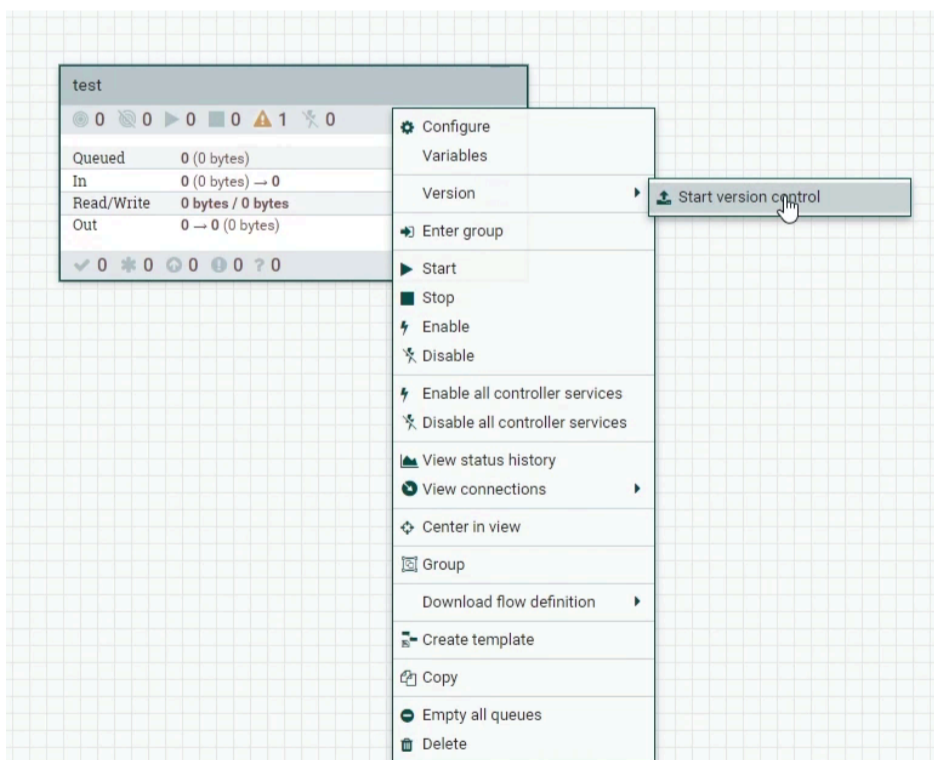 test
0 0 0 0 1 0
Queued 0 (0 bytes)
In 0 (0 bytes) → 0
Read/Write 0 bytes / 0 bytes
Out 0 → 0 (0 bytes)
0 0 0 0 ? 0
Configure
Variables
Version
Start version control
Enter group
Start
Stop
Enable
Disable
Enable all controller services
Disable all controller services
View status history
View connections
Center in view
Group
Download flow definition
Create template
Copy
Empty all queues
Delete